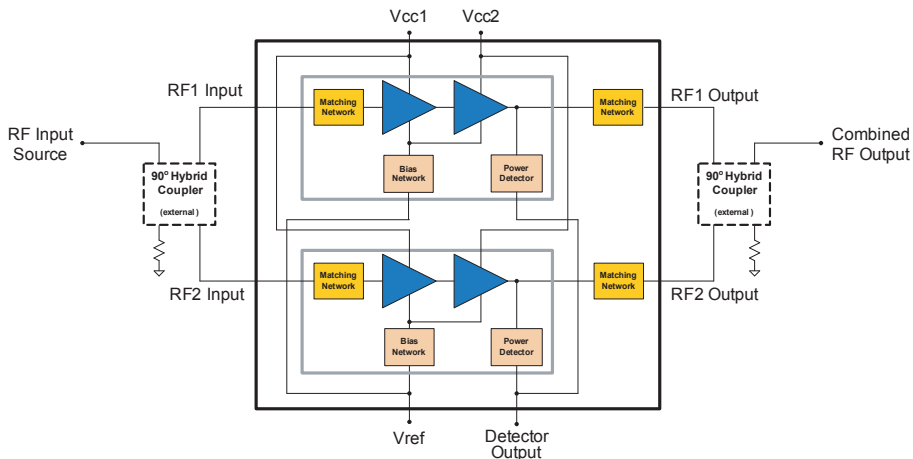 Vcc1
Vcc2
RF1 Input
Matching
Network
Matching
Network
RF1 Output
RF Input
Source
Bias
Network
Power
Detector
Combined
RF Output
90° Hybrid
Coupler
(external )
90° Hybrid
Coupler
(external )
RF2 Input
Matching
Network
Matching
Network
RF2 Output
Bias
Network
Power
Detector
Vref
Detector
Output